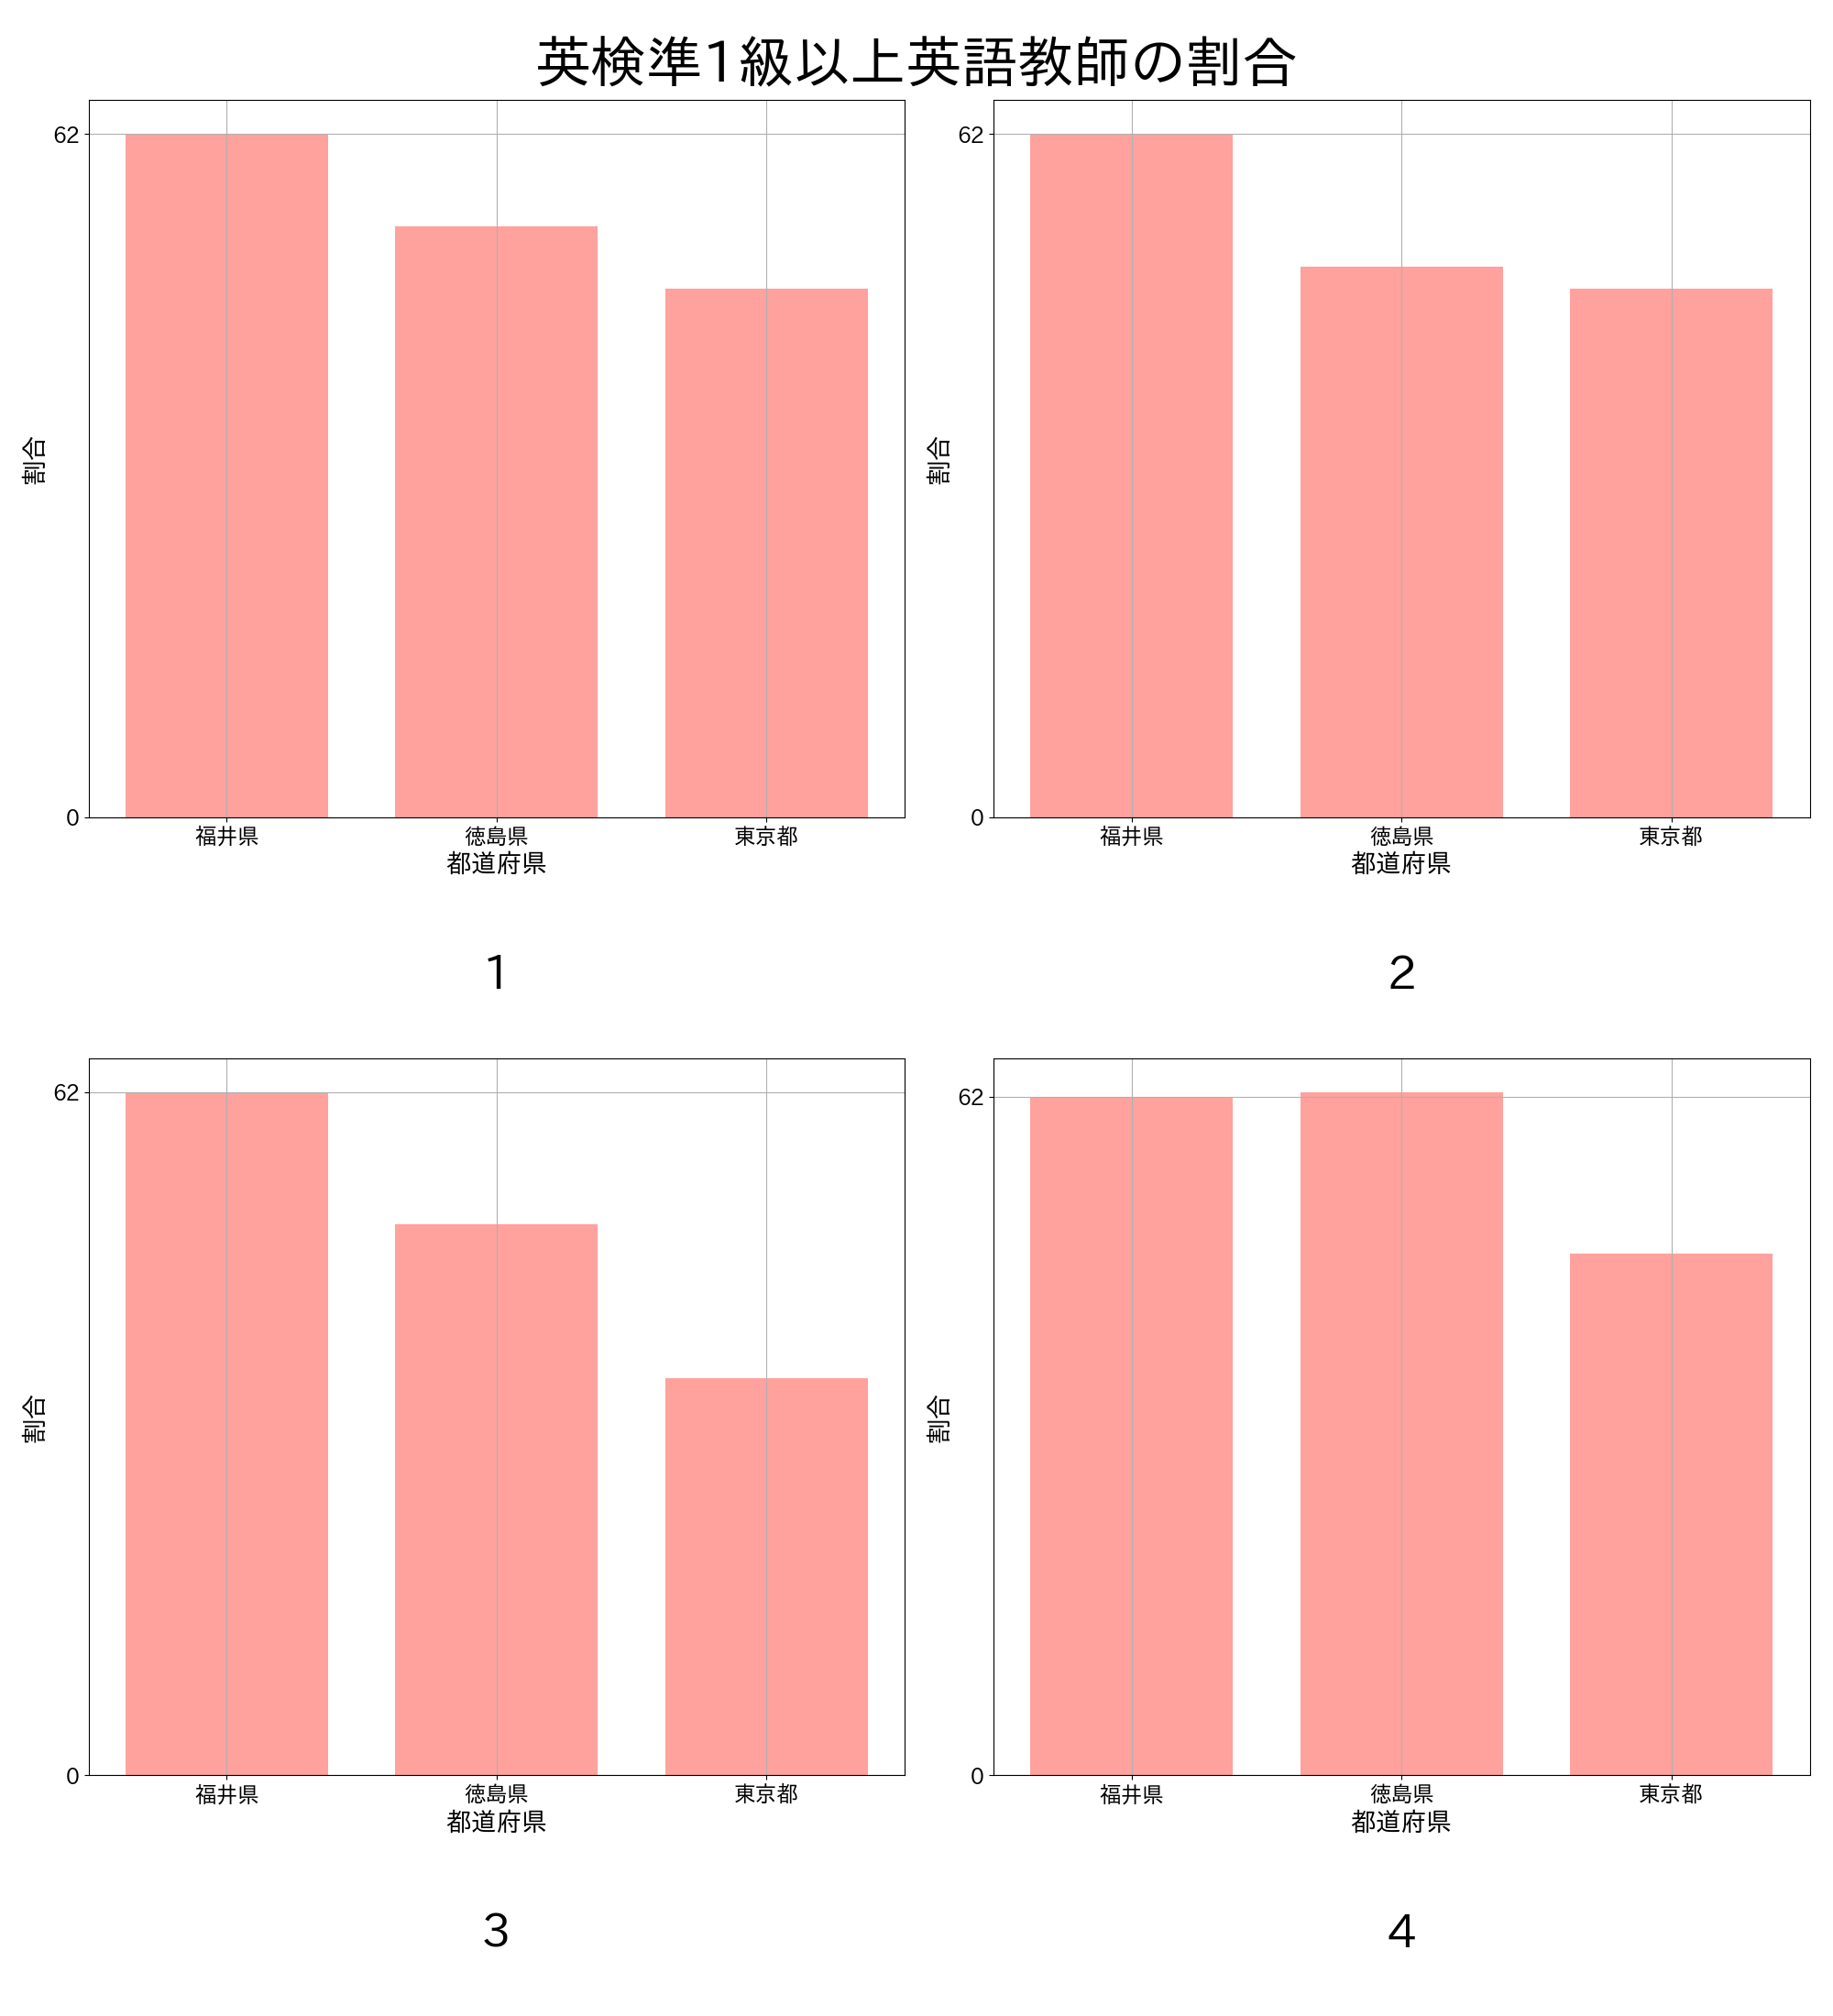 英検準1級以上英語教師の割合
62
0
割合
福井県 徳島県 東京都
都道府県
1
62
0
割合
福井県 徳島県 東京都
都道府県
2
62
0
割合
福井県 徳島県 東京都
都道府県
3
62
0
割合
福井県 徳島県 東京都
都道府県
4